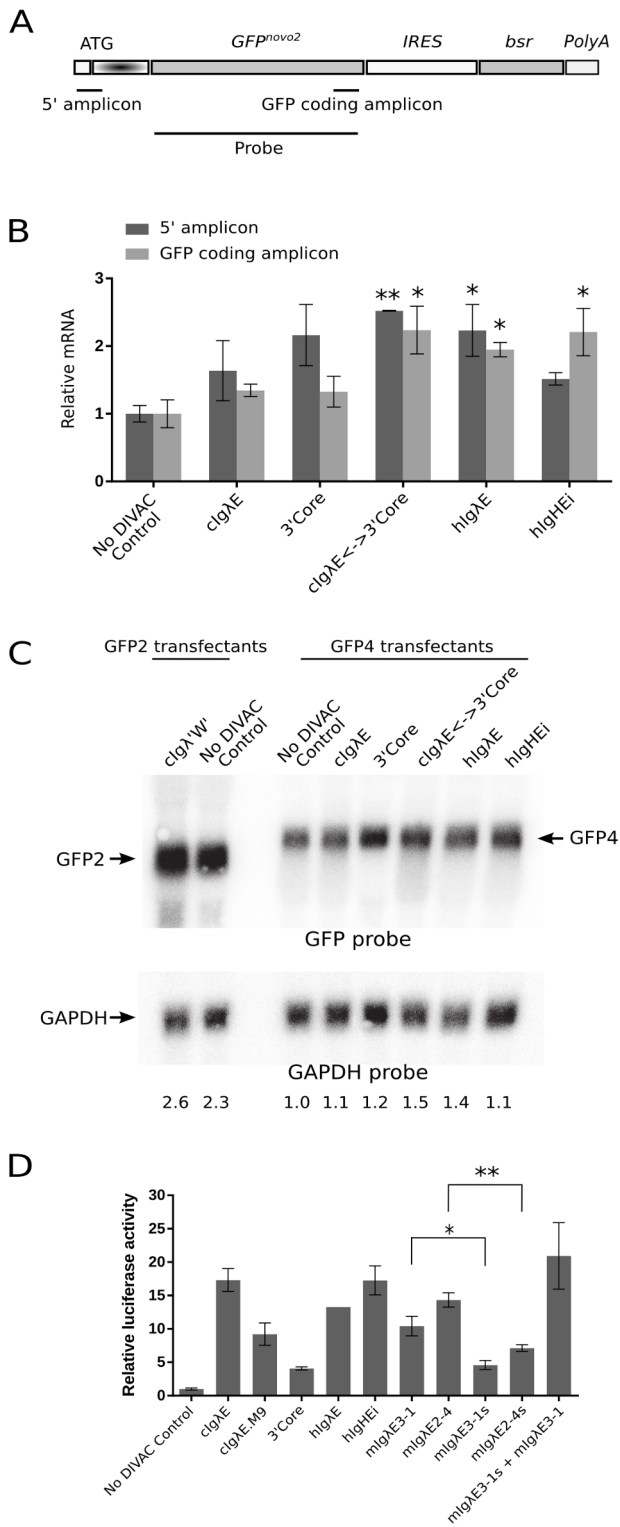 A
ATG GFPnovo2 IRES bsr PolyA
5' amplicon GFP coding amplicon
Probe
B
5' amplicon
GFP coding amplicon
Relative mRNA
3
2
1
0
** * * * *
No DIVAC Control
cIgλE
3'Core
cIgλE<->3'Core
hIgλE
hIgHEi
C
GFP2 transfectants GFP4 transfectants
cIgλ'W'
No DIVAC Control
No DIVAC Control
cIgλE
3'Core
cIgλE<->3'Core
hIgλE
hIgHEi
GFP2
GFP4
GFP probe
GAPDH
GAPDH probe
2.6 2.3 1.0 1.1 1.2 1.5 1.4 1.1
D
**
*
Relative luciferase activity
30
25
20
15
10
5
0
No DIVAC Control
cIgλE
cIgλE.M9
3'Core
hIgλE
hIgHEi
mIgλE3-1
mIgλE2-4
mIgλE3-1s
mIgλE2-4s
mIgλE3-1s + mIgλE3-1